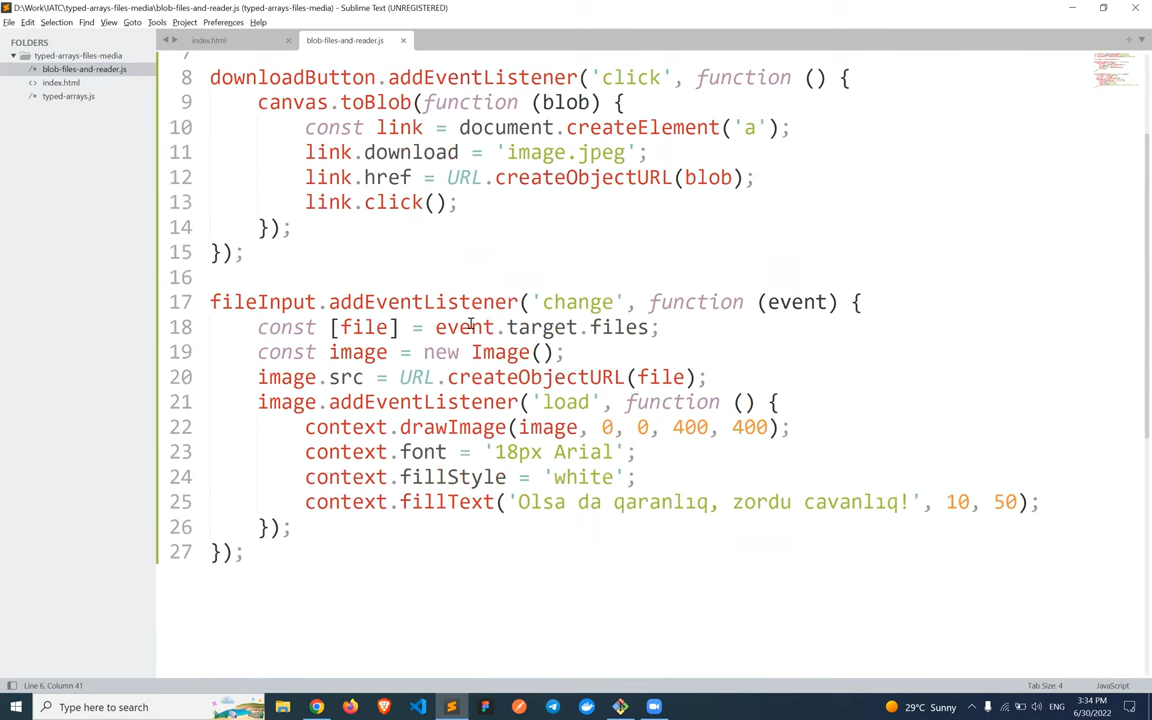 D:\Work\IATC\typed-arrays-files-media\blob-files-and-reader.js (typed-arrays-files-media) - Sublime Text (UNREGISTERED)
File Edit Selection Find View Goto Tools Project Preferences Help
FOLDERS
typed-arrays-files-media
blob-files-and-reader.js
index.html
typed-arrays.js
index.html
blob-files-and-reader.js
7
8 downloadButton.addEventListener('click', function () {
9 canvas.toBlob(function (blob) {
10 const link = document.createElement('a');
11 link.download = 'image.jpeg';
12 link.href = URL.createObjectURL(blob);
13 link.click();
14 });
15 });
16
17 fileInput.addEventListener('change', function (event) {
18 const [file] = event.target.files;
19 const image = new Image();
20 image.src = URL.createObjectURL(file);
21 image.addEventListener('load', function () {
22 context.drawImage(image, 0, 0, 400, 400);
23 context.font = '18px Arial';
24 context.fillStyle = 'white';
25 context.fillText('Olsa da qaranlıq, zordu cavanlıq!', 10, 50);
26 });
27 });
Line 6, Column 41
Tab Size: 4
JavaScript
Type here to search
29°C Sunny
ENG
3:34 PM
6/30/2022